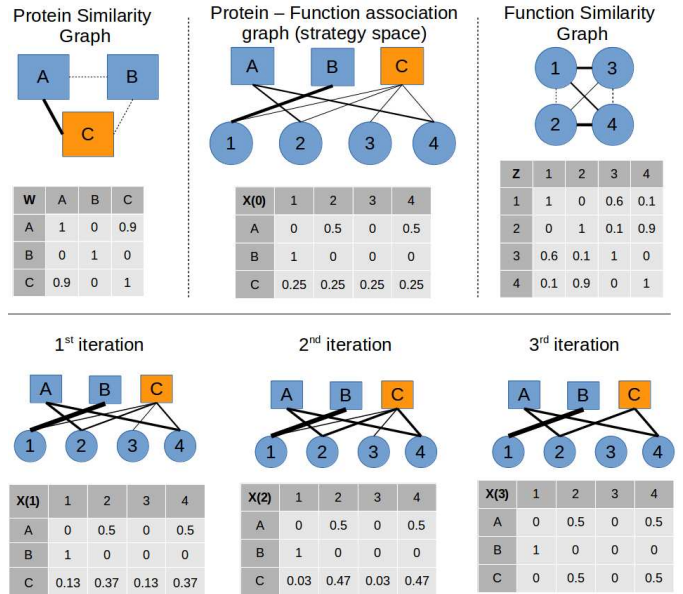 Protein Similarity
Graph
A
B
C
W A B C
A 1 0 0.9
B 0 1 0
C 0.9 0 1
Protein – Function association
graph (strategy space)
A B C
1 2 3 4
X(0) 1 2 3 4
A 0 0.5 0 0.5
B 1 0 0 0
C 0.25 0.25 0.25 0.25
Function Similarity
Graph
1 3
2 4
Z 1 2 3 4
1 1 0 0.6 0.1
2 0 1 0.1 0.9
3 0.6 0.1 1 0
4 0.1 0.9 0 1
1st iteration
A B C
1 2 3 4
X(1) 1 2 3 4
A 0 0.5 0 0.5
B 1 0 0 0
C 0.13 0.37 0.13 0.37
2nd iteration
A B C
1 2 3 4
X(2) 1 2 3 4
A 0 0.5 0 0.5
B 1 0 0 0
C 0.03 0.47 0.03 0.47
3rd iteration
A B C
1 2 3 4
X(3) 1 2 3 4
A 0 0.5 0 0.5
B 1 0 0 0
C 0 0.5 0 0.5